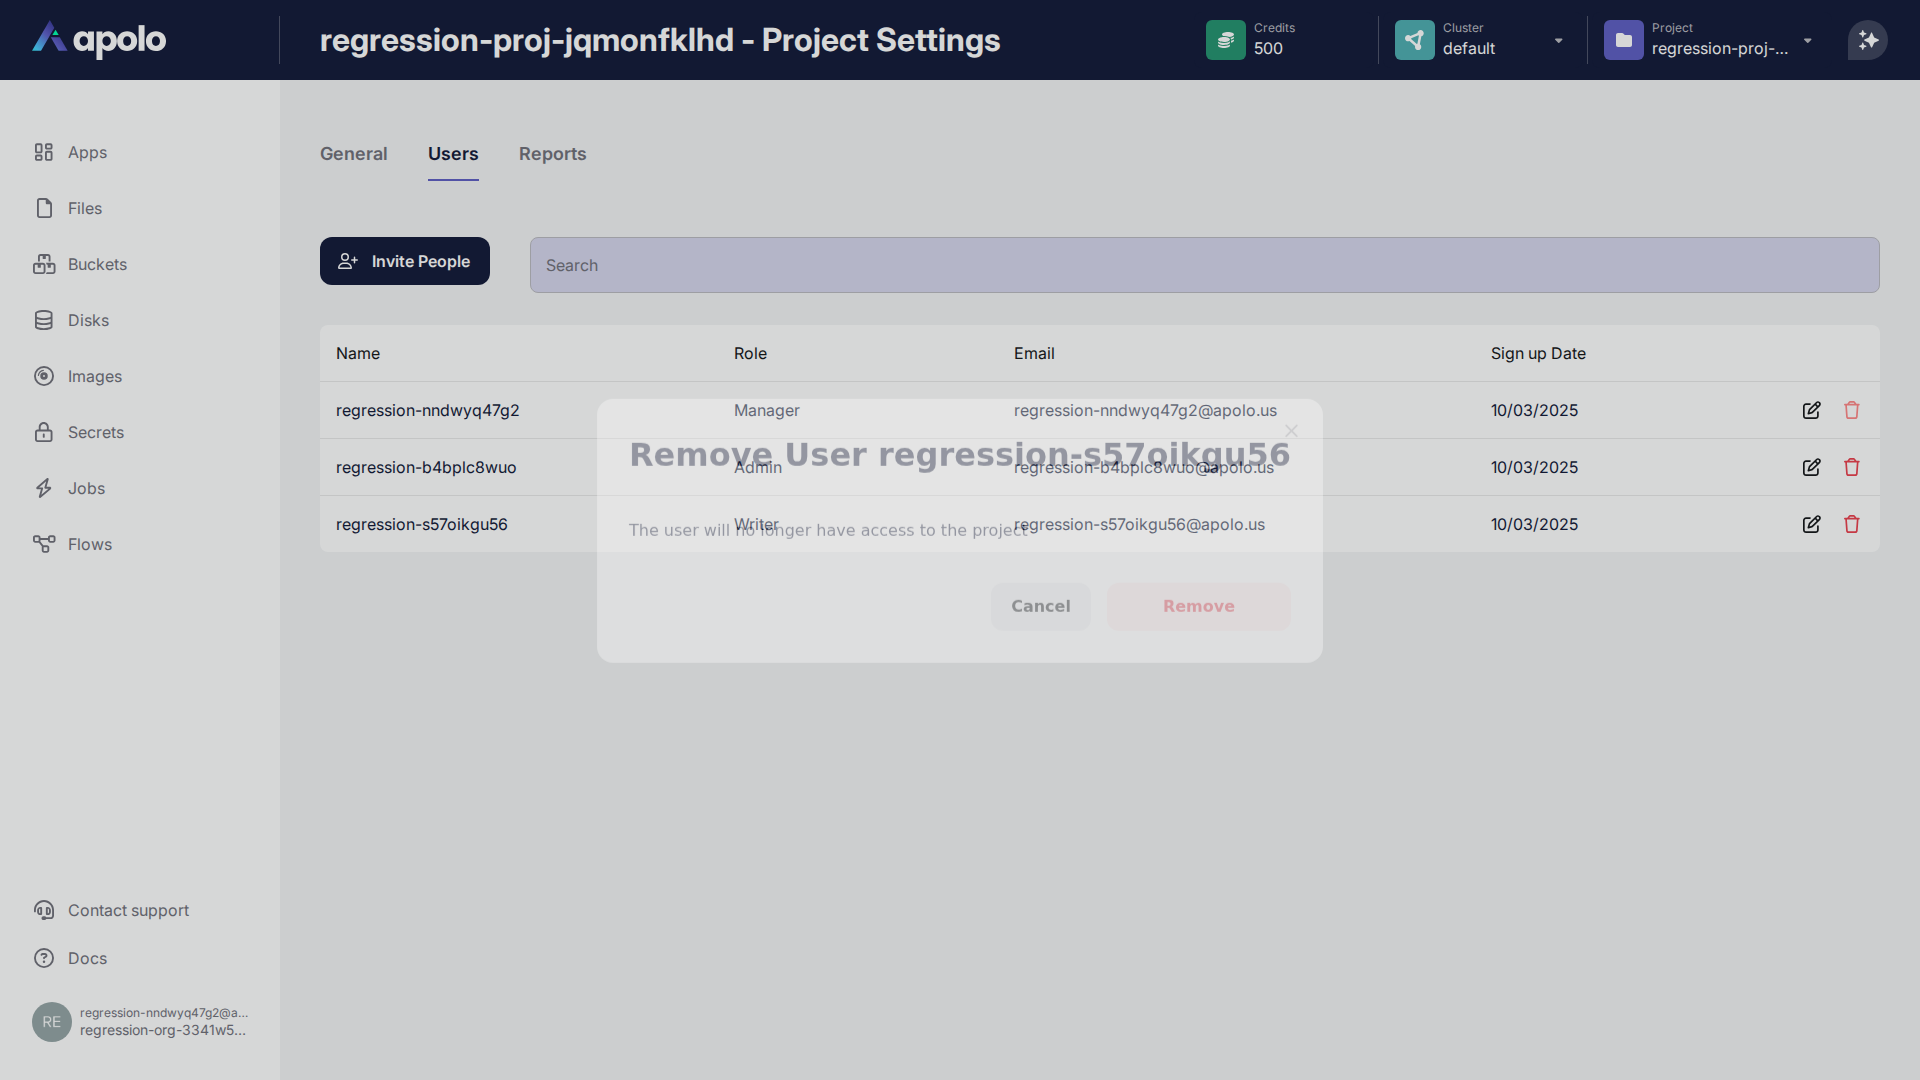 apolo
regression-proj-jqmonfklhd - Project Settings
Credits
500
Cluster
default
Project
regression-proj-...
Apps
Files
Buckets
Disks
Images
Secrets
Jobs
Flows
General Users Reports
Invite People
Search
Name Role Email Sign up Date
regression-nndwyq47g2 Manager regression-nndwyq47g2@apolo.us 10/03/2025
regression-b4bplc8wuo Admin regression-b4bplc8wuo@apolo.us 10/03/2025
regression-s57oikgu56 Writer regression-s57oikgu56@apolo.us 10/03/2025
Remove User regression-s57oikgu56
The user will no longer have access to the project
Cancel Remove
Contact support
Docs
RE
regression-nndwyq47g2@a...
regression-org-3341w5...